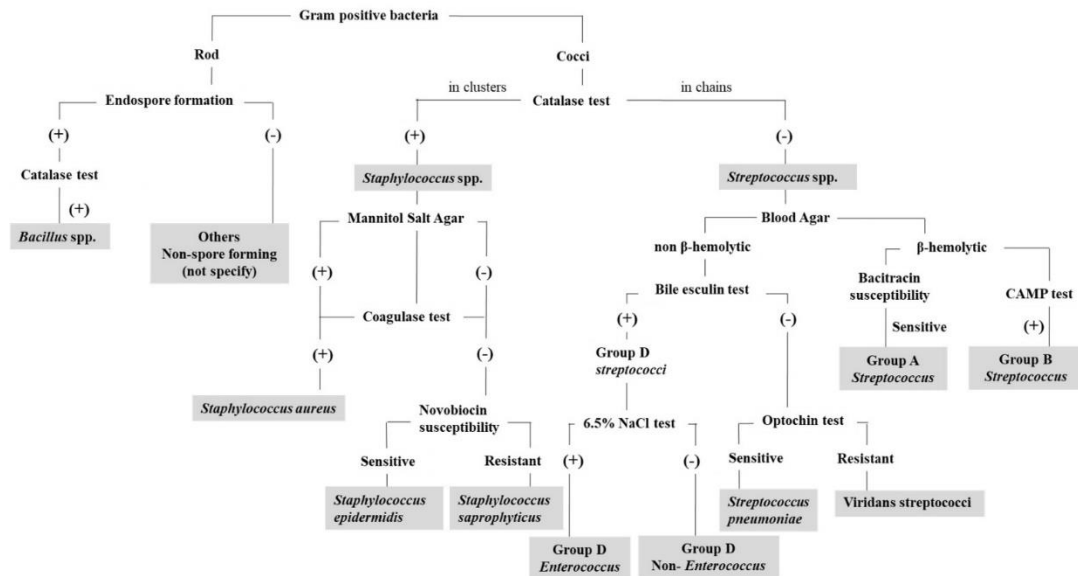 Gram positive bacteria
Rod
Cocci
in clusters
in chains
Endospore formation
Catalase test
(+)
(-)
(+)
(-)
Catalase test
Staphylococcus spp.
Streptococcus spp.
(+)
Bacillus spp.
Others
Non-spore forming
(not specify)
Mannitol Salt Agar
Blood Agar
(+)
(-)
non β-hemolytic
β-hemolytic
Bile esculin test
Bacitracin
susceptibility
CAMP test
Coagulase test
(+)
(-)
Sensitive
(+)
(+)
(-)
Group D
streptococci
Group A
Streptococcus
Group B
Streptococcus
Staphylococcus aureus
Novobiocin
susceptibility
6.5% NaCl test
Optochin test
Sensitive
Resistant
(+)
(-)
Sensitive
Resistant
Staphylococcus
epidermidis
Staphylococcus
saprophyticus
Streptococcus
pneumoniae
Viridans streptococci
Group D
Enterococcus
Group D
Non- Enterococcus